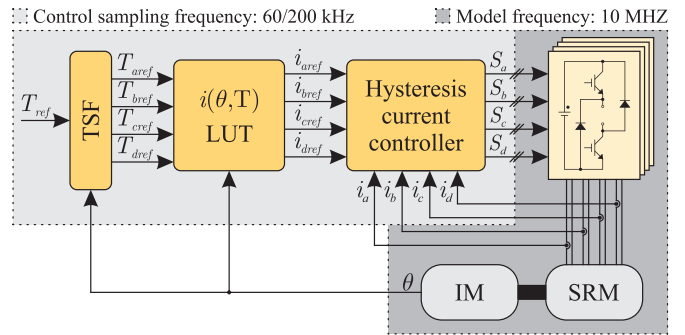 Control sampling frequency: 60/200 kHz
Model frequency: 10 MHZ
T_ref
TSF
T_aref
T_bref
T_cref
T_dref
i(θ,T)
LUT
i_aref
i_bref
i_cref
i_dref
Hysteresis
current
controller
S_a
S_b
S_c
S_d
i_a i_b i_c i_d
θ
IM
SRM